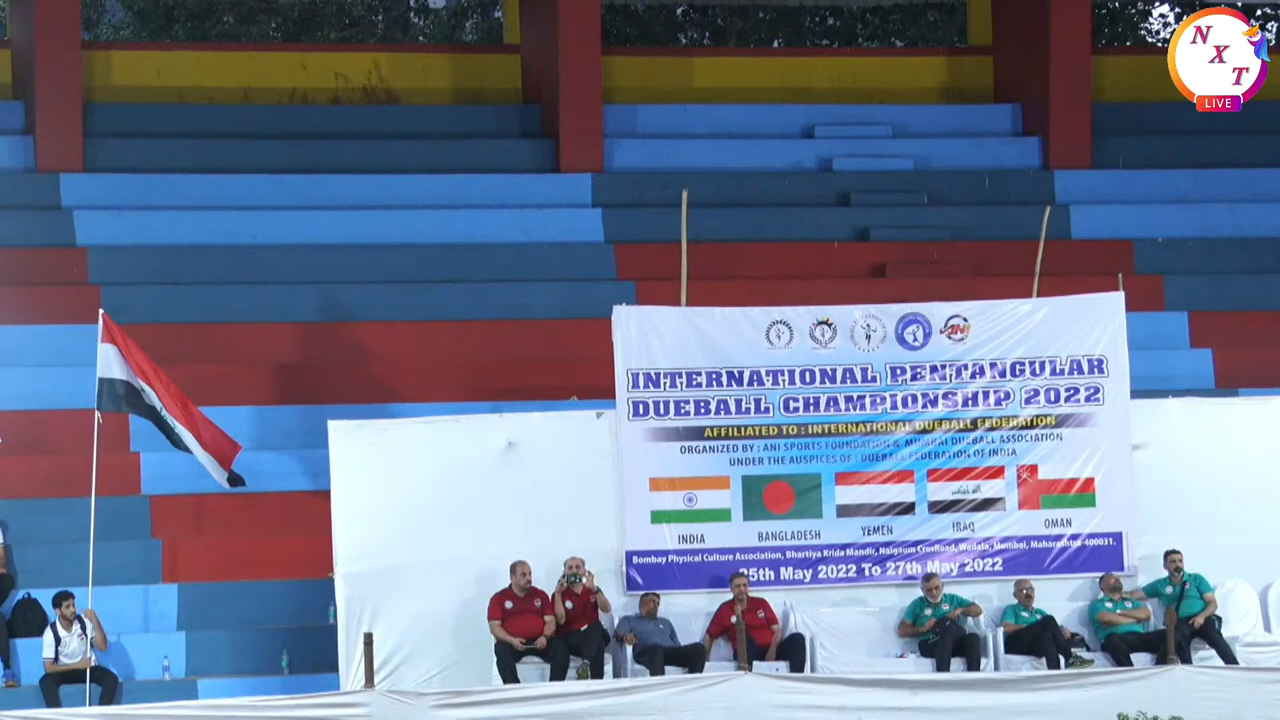 N
X
T
LIVE
ANI
INTERNATIONAL PENTANGULAR
DUEBALL CHAMPIONSHIP 2022
AFFILIATED TO : INTERNATIONAL DUEBALL FEDERATION
ORGANIZED BY : ANI SPORTS FOUNDATION & MUMBAI DUEBALL ASSOCIATION
UNDER THE AUSPICES OF : DUEBALL FEDERATION OF INDIA
INDIA BANGLADESH YEMEN IRAQ OMAN
Bombay Physical Culture Association, Bhartiya Krida Mandir, Naigaum CrosRoad, Wadala, Mumbai, Maharashtra-400031.
25th May 2022 To 27th May 2022